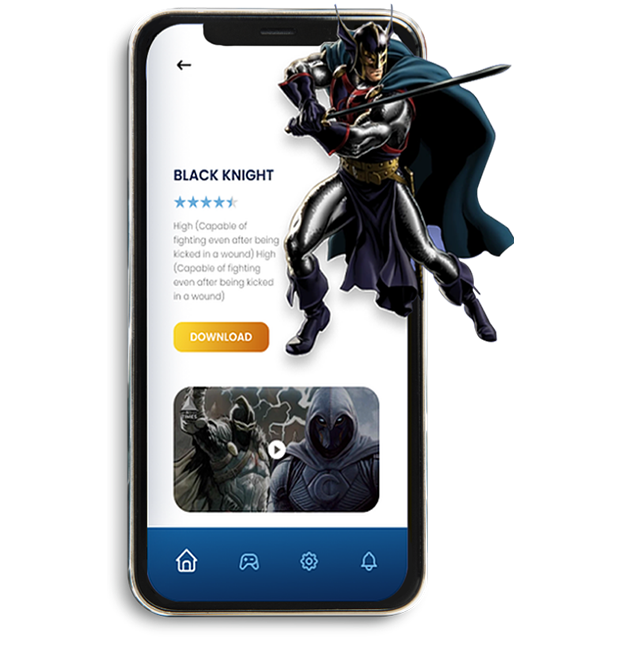 BLACK KNIGHT
High (Capable of
fighting even after being
kicked in a wound) High
(Capable of fighting
even after being kicked
in a wound)
DOWNLOAD
TIMES